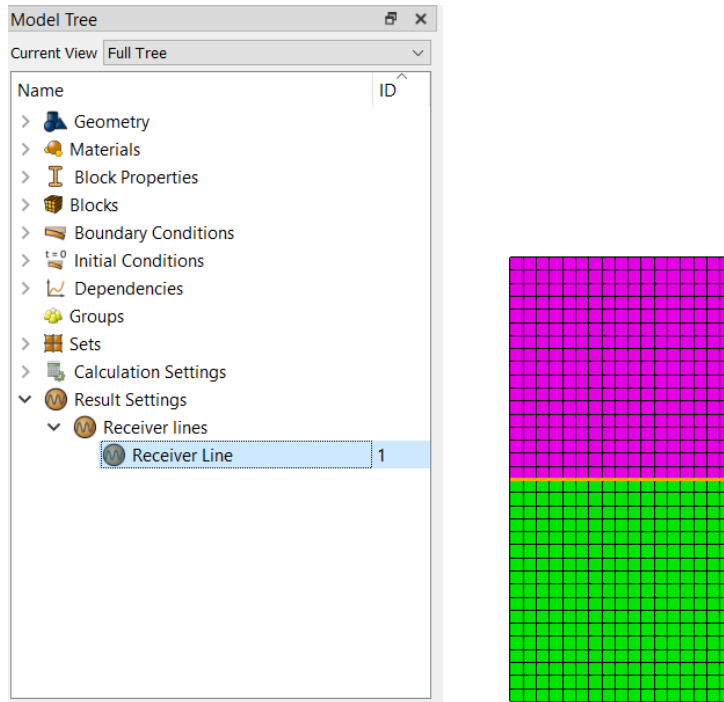 Model Tree
Current View Full Tree
Name ID
Geometry
Materials
Block Properties
Blocks
Boundary Conditions
t = 0 Initial Conditions
Dependencies
Groups
Sets
Calculation Settings
Result Settings
Receiver lines
Receiver Line 1